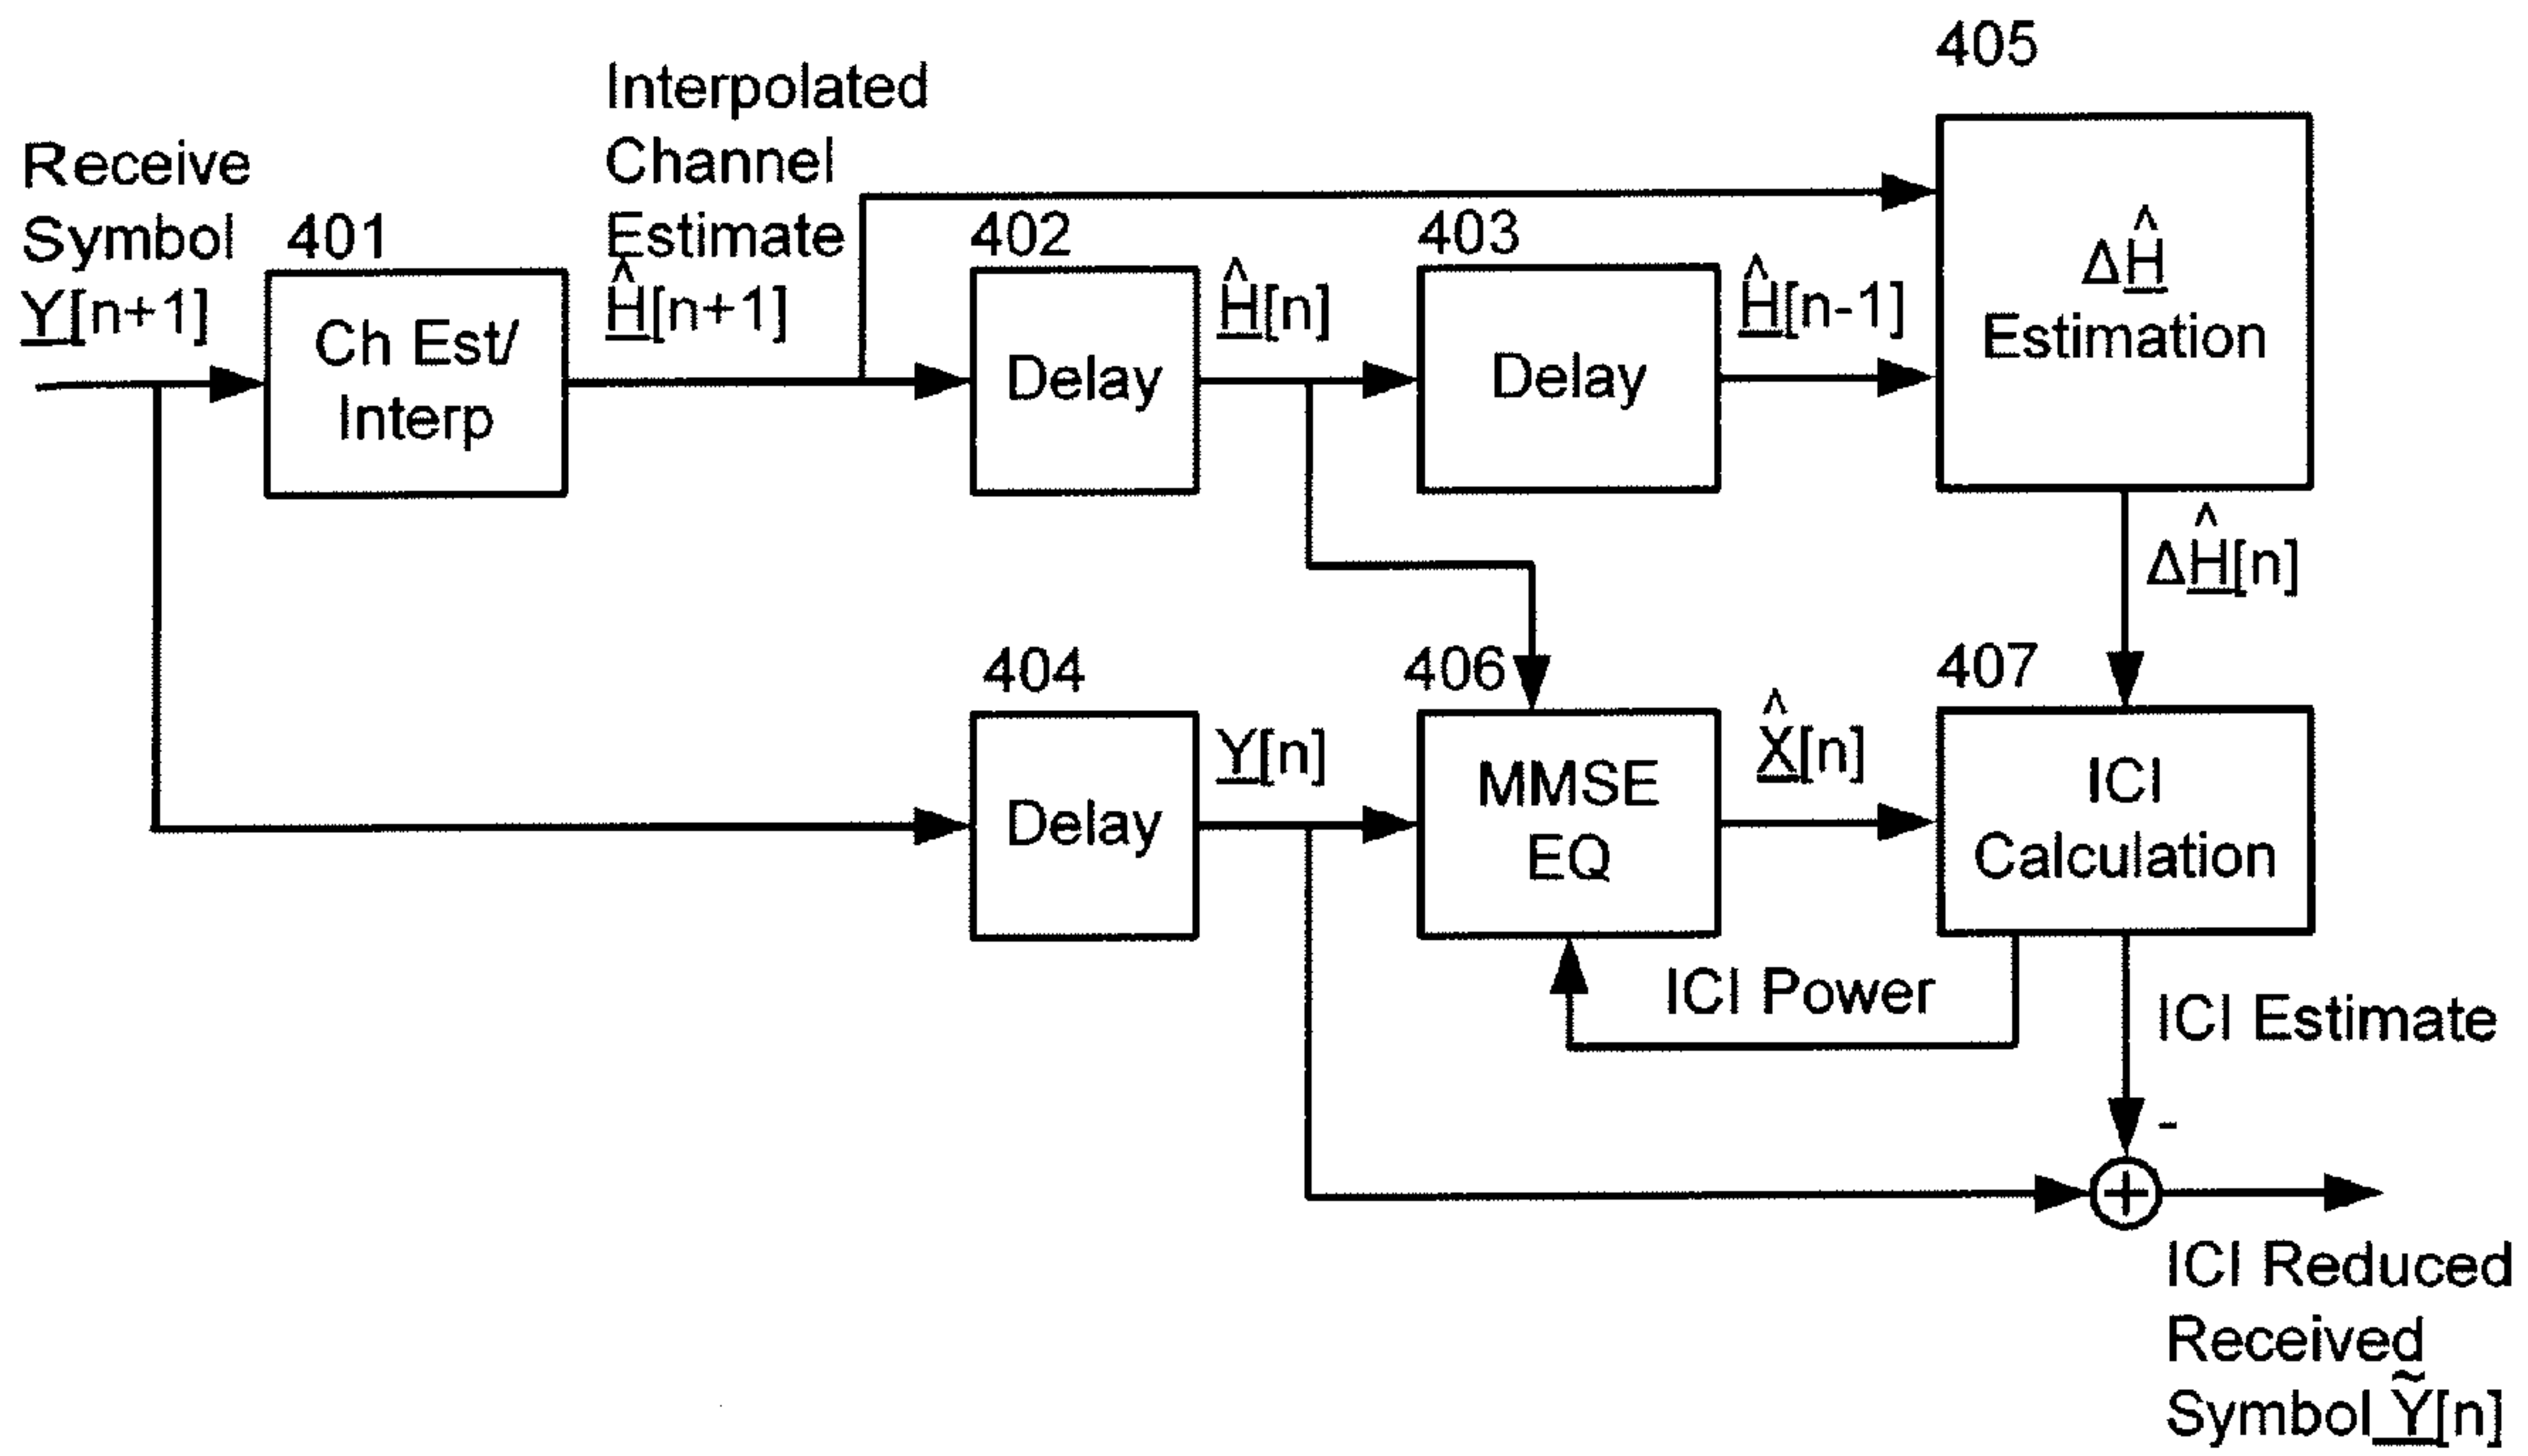 405
Interpolated
Channel
Estimate
Ĥ[n+1]
Receive
Symbol
Y[n+1]
401
Ch Est/
Interp
402
Delay
Ĥ[n]
403
Delay
Ĥ[n-1]
ΔĤ
Estimation
ΔĤ[n]
404
Delay
Y[n]
406
MMSE
EQ
X̂[n]
407
ICI
Calculation
ICI Power
ICI Estimate
-
+
ICI Reduced
Received
Symbol Ỹ[n]